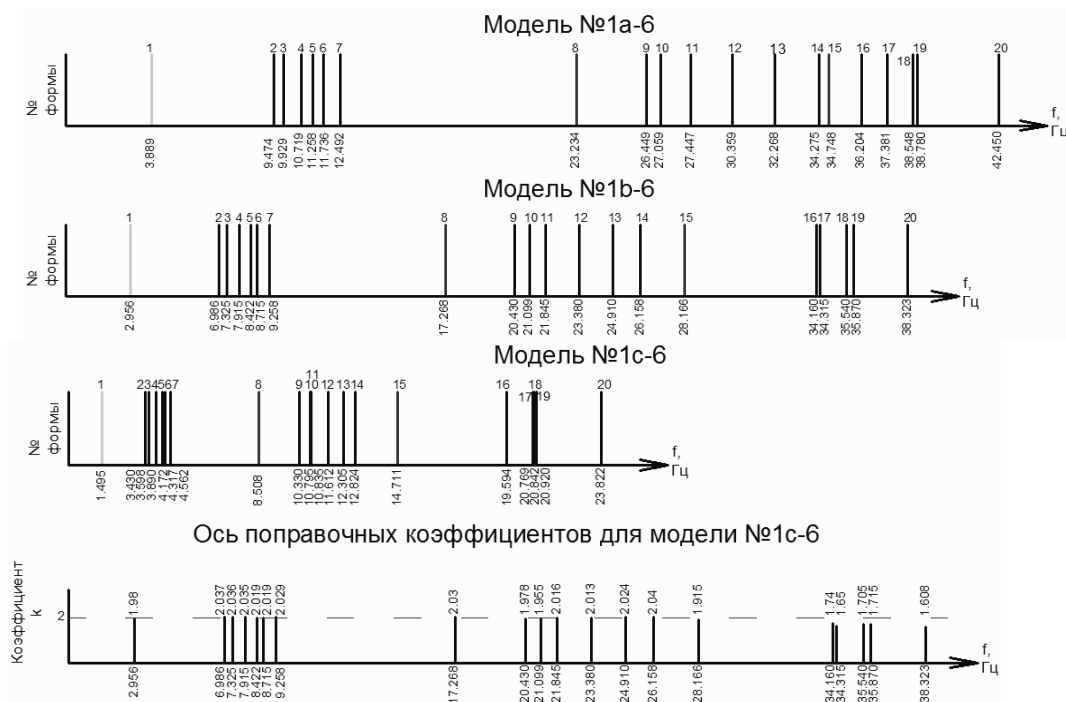 Модель №1a-6
1 2 3 4 5 6 7 8 9 10 11 12 13 14 15 16 17 18 19 20
№ формы
f, Гц
3.889 9.474 9.929 10.719 11.258 11.736 12.492 23.234 26.449 27.059 27.447 30.359 32.268 34.275 34.748 36.204 37.381 38.548 38.780 42.450
Модель №1b-6
1 2 3 4 5 6 7 8 9 10 11 12 13 14 15 16 17 18 19 20
№ формы
f, Гц
2.956 6.986 7.325 7.915 8.422 8.715 9.258 17.268 20.430 21.099 21.845 23.380 24.910 26.158 28.166 34.160 34.315 35.540 35.870 38.323
Модель №1c-6
1 2 3 4 5 6 7 8 9 10 11 12 13 14 15 16 17 18 19 20
№ формы
f, Гц
1.495 3.430 3.598 3.890 4.172 4.317 4.562 8.508 10.330 10.795 10.835 11.612 12.305 12.824 14.711 19.594 20.769 20.842 20.920 23.822
Ось поправочных коэффициентов для модели №1c-6
Коэффициент k
2
1.98 2.037 2.036 2.035 2.019 2.019 2.029 2.03 1.978 1.955 2.016 2.013 2.024 2.04 1.915 1.74 1.65 1.705 1.715 1.608
f, Гц
2.956 6.986 7.325 7.915 8.422 8.715 9.258 17.268 20.430 21.099 21.845 23.380 24.910 26.158 28.166 34.160 34.315 35.540 35.870 38.323